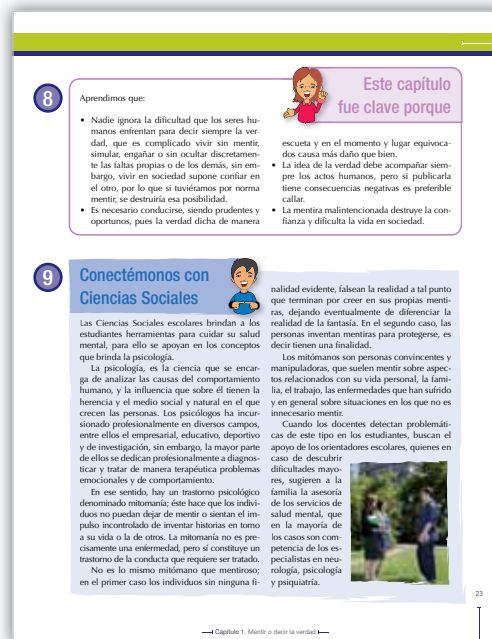 8
Este capítulo
fue clave porque
Aprendimos que:
• Nadie ignora la dificultad que los seres hu-
manos enfrentan para decir siempre la ver-
dad, que es complicado vivir sin mentir,
simular, engañar o sin ocultar discretamen-
te las faltas propias o de los demás, sin em-
bargo, vivir en sociedad supone confiar en
el otro, por lo que si tuviéramos por norma
mentir, se destruiría esa posibilidad.
• Es necesario conducirse, siendo prudentes y
oportunos, pues la verdad dicha de manera
escueta y en el momento y lugar equivoca-
dos causa más daño que bien.
• La idea de la verdad debe acompañar siem-
pre los actos humanos, pero si publicarla
tiene consecuencias negativas es preferible
callar.
• La mentira malintencionada destruye la con-
fianza y dificulta la vida en sociedad.
9
Conectémonos con
Ciencias Sociales
Las Ciencias Sociales escolares brindan a los
estudiantes herramientas para cuidar su salud
mental, para ello se apoyan en los conceptos
que brinda la psicología.
La psicología, es la ciencia que se encar-
ga de analizar las causas del comportamiento
humano, y la influencia que sobre él tienen la
herencia y el medio social y natural en el que
crecen las personas. Los psicólogos ha incur-
sionado profesionalmente en diversos campos,
entre ellos el empresarial, educativo, deportivo
y de investigación, sin embargo, la mayor parte
de ellos se dedican profesionalmente a diagnos-
ticar y tratar de manera terapéutica problemas
emocionales y de comportamiento.
En ese sentido, hay un trastorno psicológico
denominado mitomanía; éste hace que los indivi-
duos no puedan dejar de mentir o sientan el im-
pulso incontrolado de inventar historias en torno
a su vida o la de otros. La mitomanía no es pre-
cisamente una enfermedad, pero sí constituye un
trastorno de la conducta que requiere ser tratado.
No es lo mismo mitómano que mentiroso;
en el primer caso los individuos sin ninguna fi-
nalidad evidente, falsean la realidad a tal punto
que terminan por creer en sus propias menti-
ras, dejando eventualmente de diferenciar la
realidad de la fantasía. En el segundo caso, las
personas inventan mentiras para protegerse, es
decir tienen una finalidad.
Los mitómanos son personas convincentes y
manipuladoras, que suelen mentir sobre aspec-
tos relacionados con su vida personal, la fami-
lia, el trabajo, las enfermedades que han sufrido
y en general sobre situaciones en los que no es
innecesario mentir.
Cuando los docentes detectan problemáti-
cas de este tipo en los estudiantes, buscan el
apoyo de los orientadores escolares, quienes en
caso de descubrir
dificultades mayo-
res, sugieren a la
familia la asesoría
de los servicios de
salud mental, que
en la mayoría de
los casos son com-
petencia de los es-
pecialistas en neu-
rología, psicología
y psiquiatría.
23
Capítulo 1. Mentir o decir la verdad